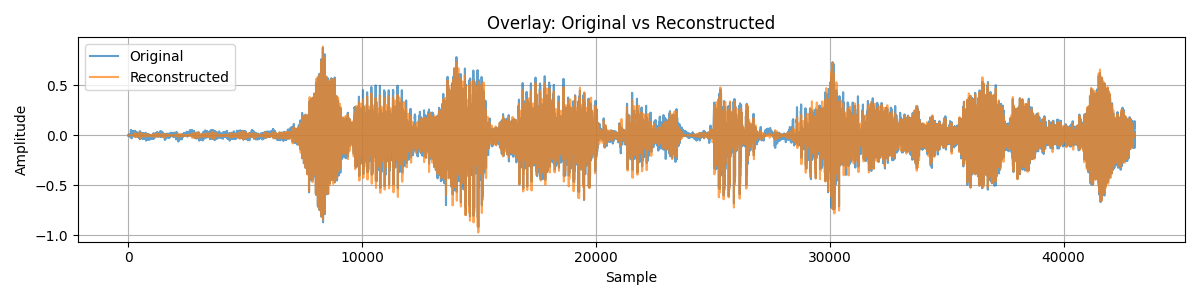 Overlay: Original vs Reconstructed
Original
Reconstructed
Amplitude
0.5
0.0
−0.5
−1.0
0
10000
20000
30000
40000
Sample